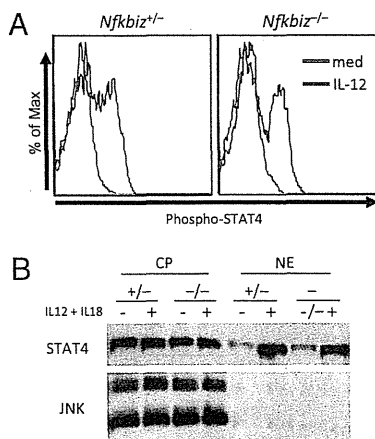 A
Nfkbiz+/−
Nfkbiz−/−
% of Max
med
IL-12
Phospho-STAT4
B
CP
NE
+/− −/− +/− −
IL12 + IL18 - + - + - + -/- +
STAT4
JNK